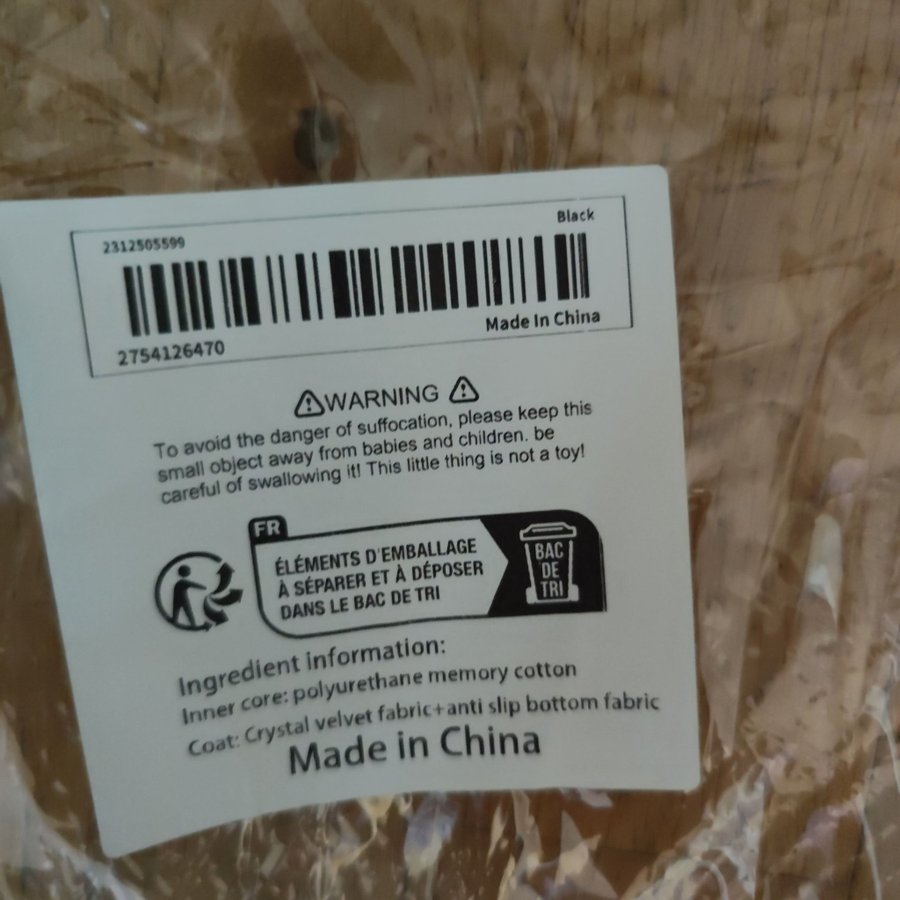 2312505599
Black
2754126470
Made In China
WARNING
To avoid the danger of suffocation, please keep this
small object away from babies and children. be
careful of swallowing it! This little thing is not a toy!
FR
ÉLÉMENTS D'EMBALLAGE
À SÉPARER ET À DÉPOSER
DANS LE BAC DE TRI
BAC
DE
TRI
Ingredient information:
Inner core: polyurethane memory cotton
Coat: Crystal velvet fabric+anti slip bottom fabric
Made in China